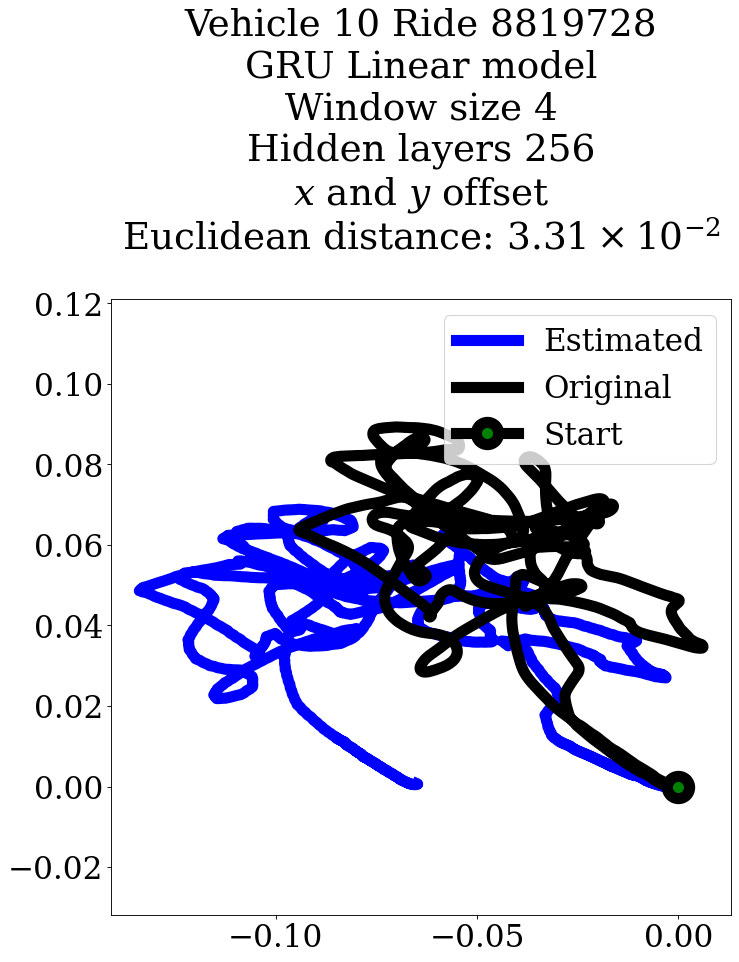 Vehicle 10 Ride 8819728
GRU Linear model
Window size 4
Hidden layers 256
x and y offset
Euclidean distance: 3.31 × 10⁻²
Estimated
Original
Start
0.12
0.10
0.08
0.06
0.04
0.02
0.00
−0.02
−0.10
−0.05
0.00